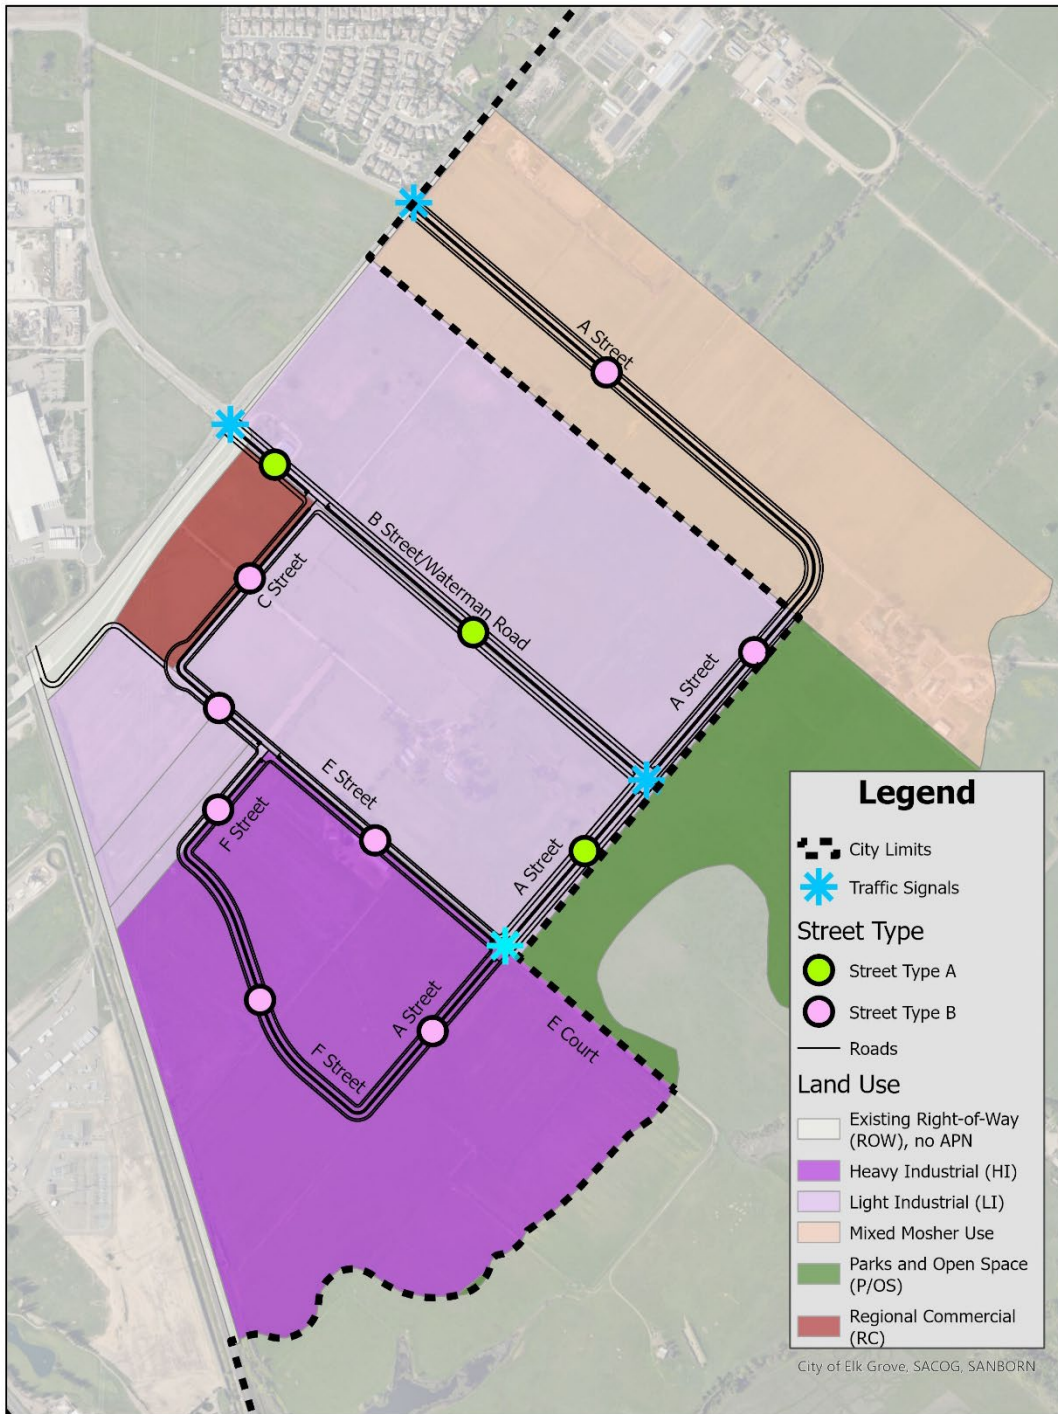 A Street
B Street/Waterman Road
C Street
A Street
E Street
F Street
A Street
A Street
E Court
F Street
Legend
City Limits
Traffic Signals
Street Type
Street Type A
Street Type B
Roads
Land Use
Existing Right-of-Way
(ROW), no APN
Heavy Industrial (HI)
Light Industrial (LI)
Mixed Mosher Use
Parks and Open Space
(P/OS)
Regional Commercial
(RC)
City of Elk Grove, SACOG, SANBORN